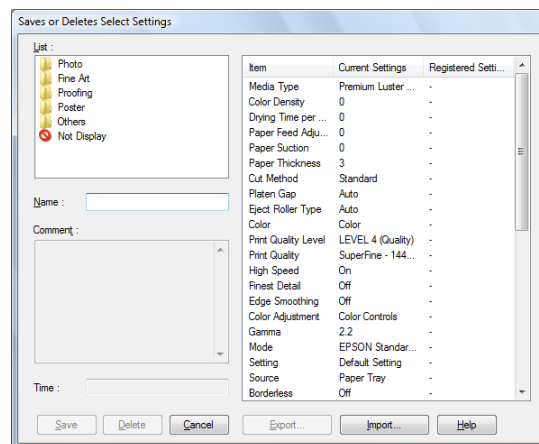 Saves or Deletes Select Settings
List :
Photo
Fine Art
Proofing
Poster
Others
Not Display
Name :
Comment :
Time :
Item Current Settings Registered Setti...
Media Type Premium Luster ... -
Color Density 0 -
Drying Time per ... 0 -
Paper Feed Adju... 0 -
Paper Suction 0 -
Paper Thickness 3 -
Cut Method Standard -
Platen Gap Auto -
Eject Roller Type Auto -
Color Color -
Print Quality Level LEVEL 4 (Quality) -
Print Quality SuperFine - 144... -
High Speed On -
Finest Detail Off -
Edge Smoothing Off -
Color Adjustment Color Controls -
Gamma 2.2 -
Mode EPSON Standar... -
Setting Default Setting -
Source Paper Tray -
Borderless Off -
Save Delete Cancel Export... Import... Help